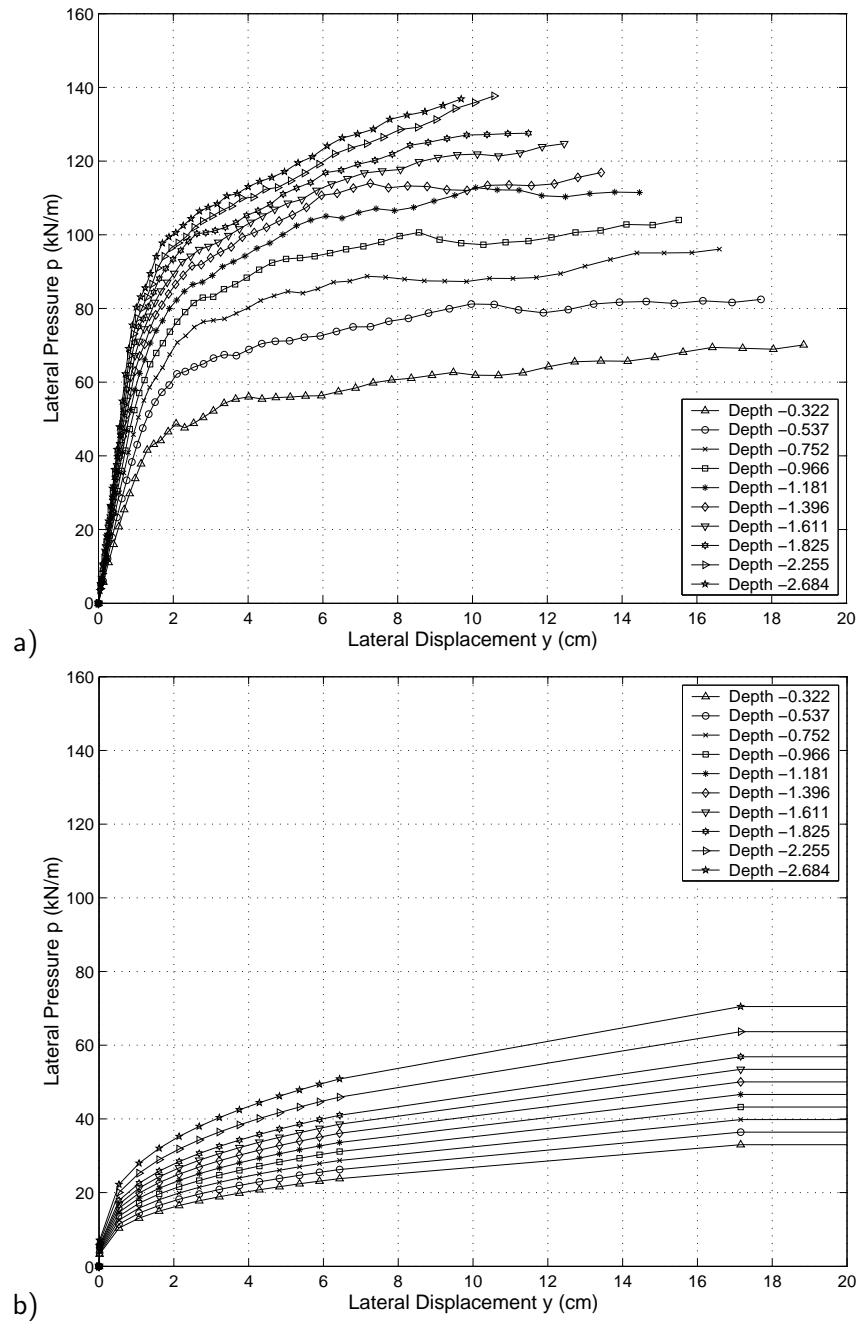 160
140
120
100
80
60
40
20
0
Lateral Pressure p (kN/m)
Depth −0.322
Depth −0.537
Depth −0.752
Depth −0.966
Depth −1.181
Depth −1.396
Depth −1.611
Depth −1.825
Depth −2.255
Depth −2.684
0 2 4 6 8 10 12 14 16 18 20
Lateral Displacement y (cm)
a)
160
140
120
100
80
60
40
20
0
Lateral Pressure p (kN/m)
Depth −0.322
Depth −0.537
Depth −0.752
Depth −0.966
Depth −1.181
Depth −1.396
Depth −1.611
Depth −1.825
Depth −2.255
Depth −2.684
0 2 4 6 8 10 12 14 16 18 20
Lateral Displacement y (cm)
b)